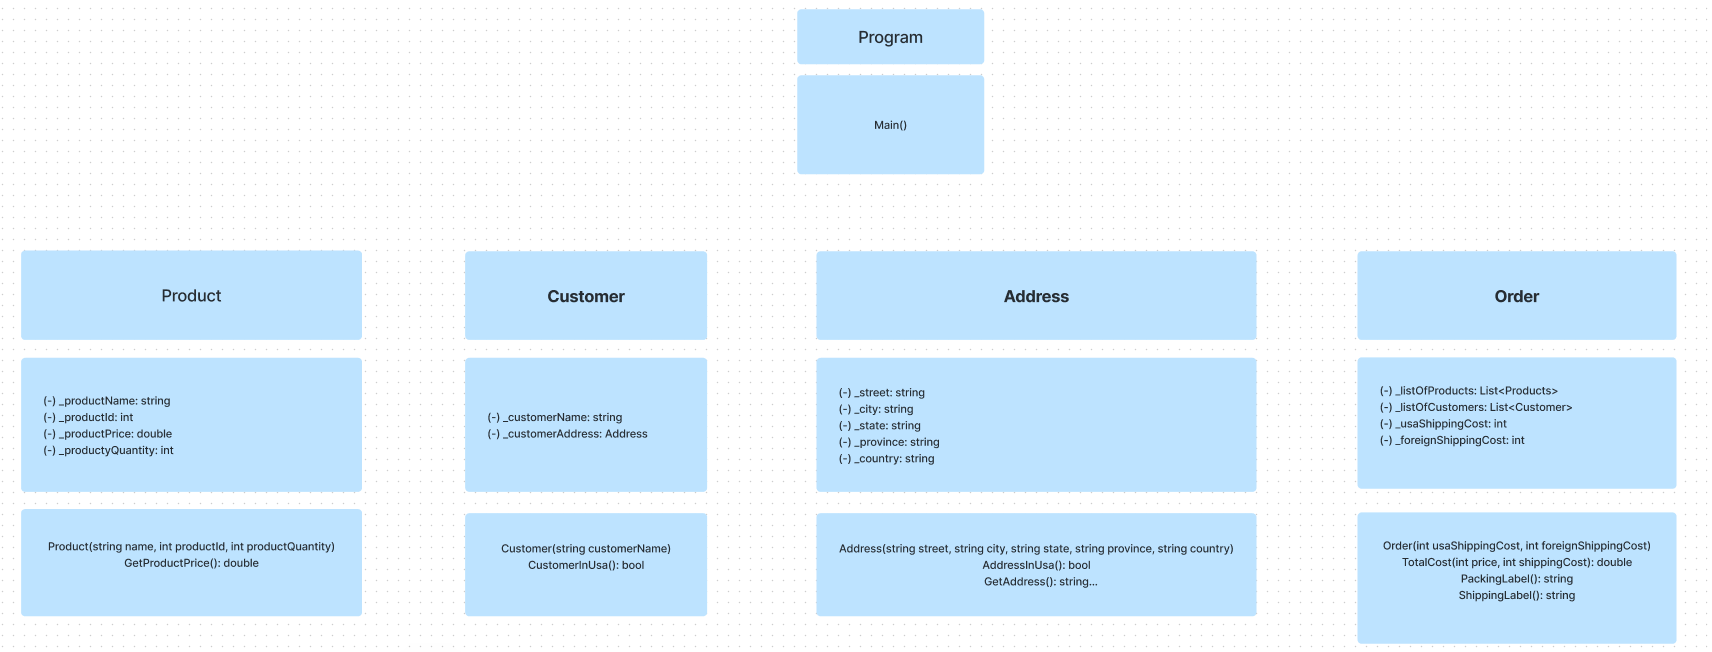 Program
Main()
Product
(-) _productName: string
(-) _productId: int
(-) _productPrice: double
(-) _productyQuantity: int
Product(string name, int productId, int productQuantity)
GetProductPrice(): double
Customer
(-) _customerName: string
(-) _customerAddress: Address
Customer(string customerName)
CustomerInUsa(): bool
Address
(-) _street: string
(-) _city: string
(-) _state: string
(-) _province: string
(-) _country: string
Address(string street, string city, string state, string province, string country)
AddressInUsa(): bool
GetAddress(): string...
Order
(-) _listOfProducts: List<Products>
(-) _listOfCustomers: List<Customer>
(-) _usaShippingCost: int
(-) _foreignShippingCost: int
Order(int usaShippingCost, int foreignShippingCost)
TotalCost(int price, int shippingCost): double
PackingLabel(): string
ShippingLabel(): string